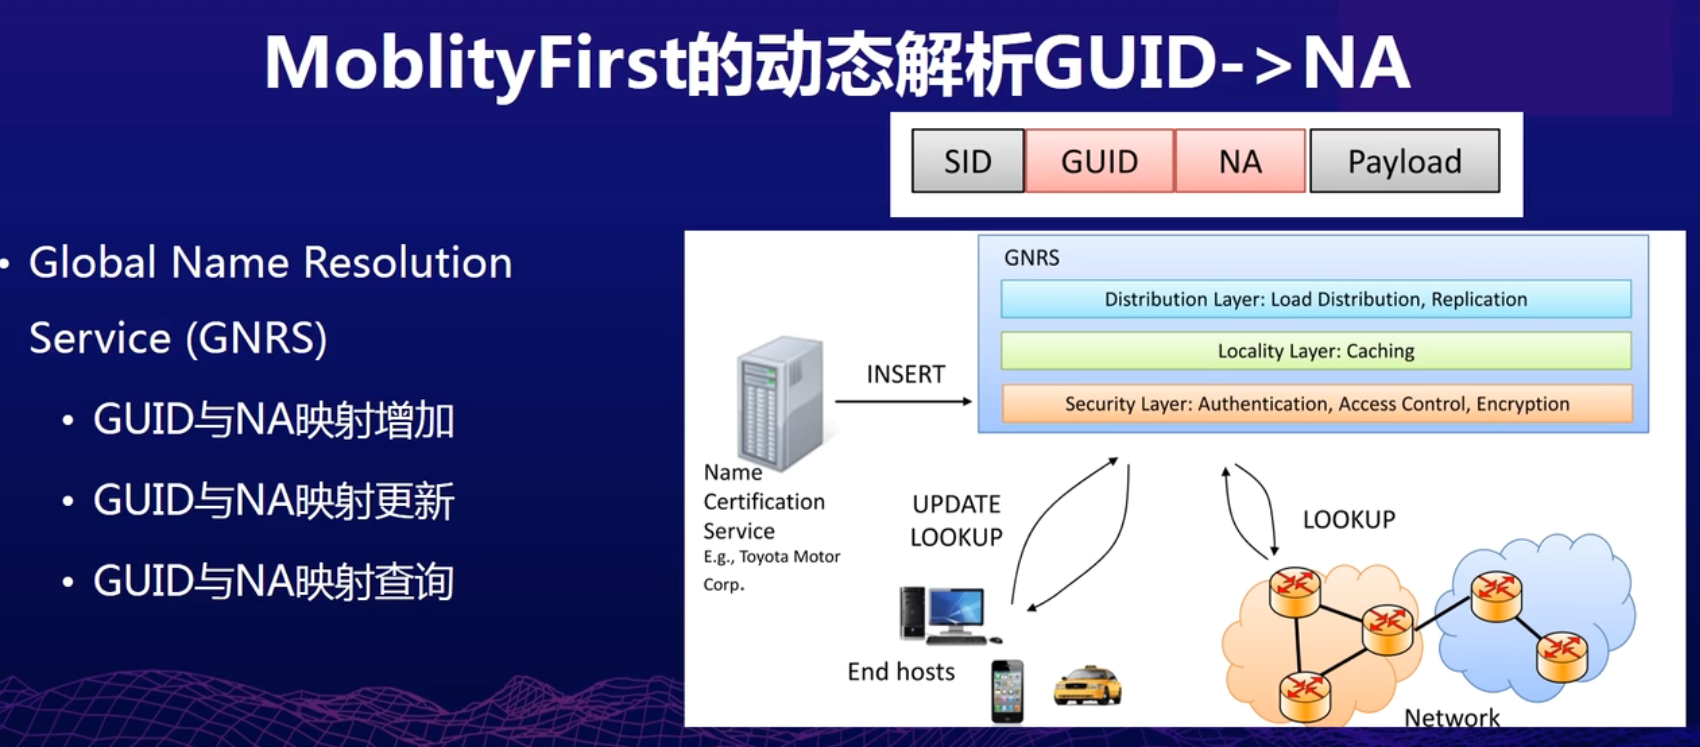 MoblityFirst的动态解析GUID->NA
SID GUID NA Payload
• Global Name Resolution
Service (GNRS)
• GUID与NA映射增加
• GUID与NA映射更新
• GUID与NA映射查询
GNRS
Distribution Layer: Load Distribution, Replication
Locality Layer: Caching
Security Layer: Authentication, Access Control, Encryption
INSERT
Name
Certification
Service
E.g., Toyota Motor
Corp.
UPDATE
LOOKUP
LOOKUP
End hosts
Network